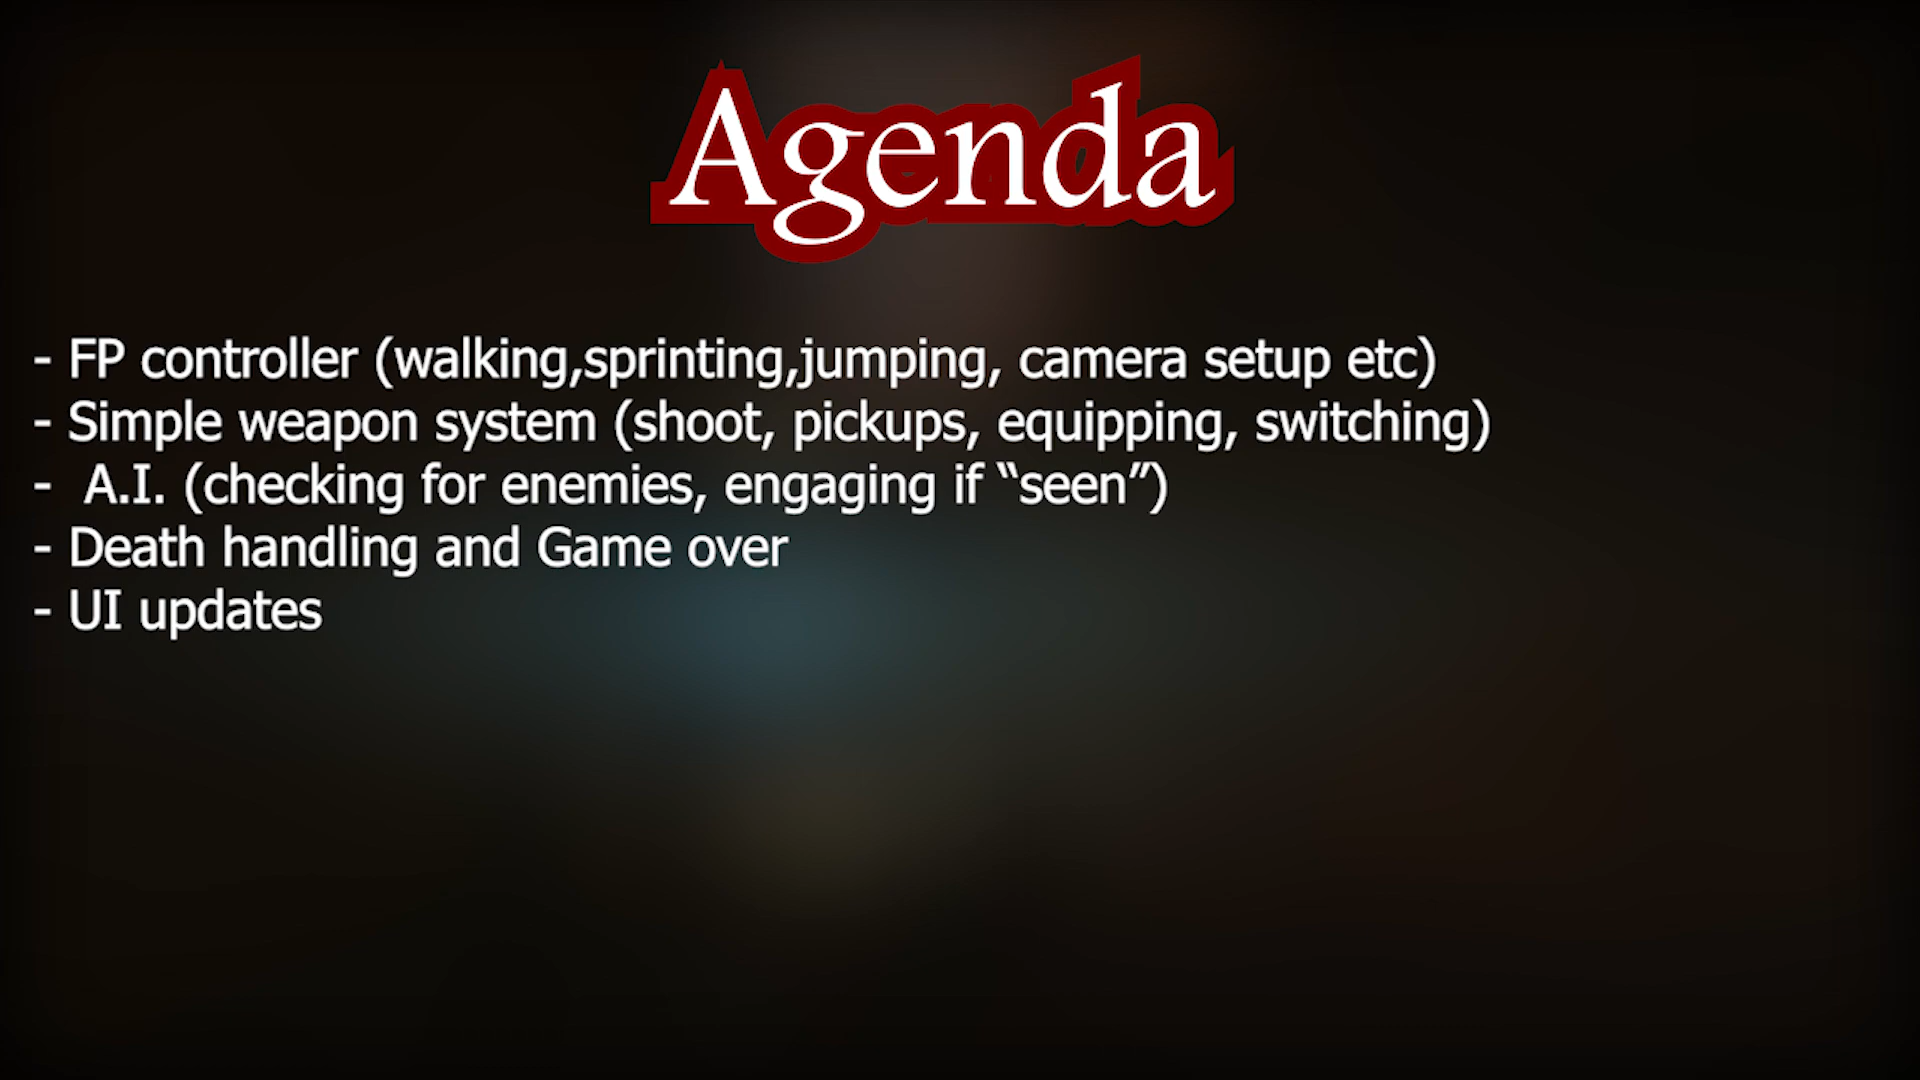 Agenda
- FP controller (walking,sprinting,jumping, camera setup etc)
- Simple weapon system (shoot, pickups, equipping, switching)
-  A.I. (checking for enemies, engaging if “seen”)
- Death handling and Game over
- UI updates